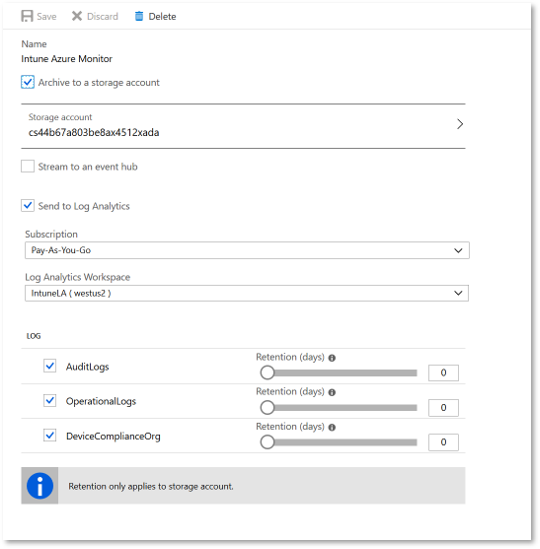 Save Discard Delete
Name
Intune Azure Monitor
Archive to a storage account
Storage account
cs44b67a803be8ax4512xada
Stream to an event hub
Send to Log Analytics
Subscription
Pay-As-You-Go
Log Analytics Workspace
IntuneLA ( westus2 )
LOG
AuditLogs
Retention (days)
0
OperationalLogs
Retention (days)
0
DeviceComplianceOrg
Retention (days)
0
Retention only applies to storage account.